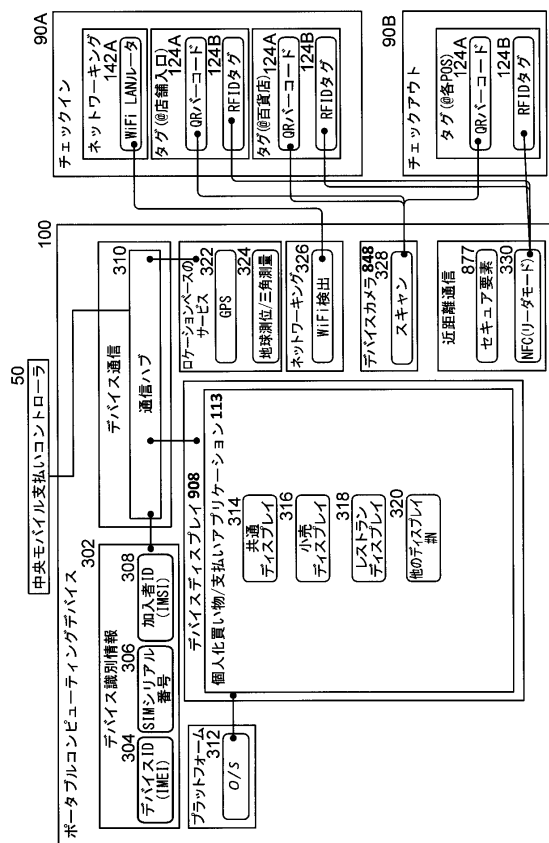 50
中央モバイル支払いコントローラ
ポータブルコンピューティングデバイス
100
302
デバイス識別情報
304
デバイスID
(IMEI)
306
SIMシリアル
番号
308
加入者ID
(IMSI)
デバイス通信
310
通信ハブ
プラットフォーム
312
O/S
デバイスディスプレイ 908
個人化買い物/支払いアプリケーション 113
314
共通
ディスプレイ
316
小売
ディスプレイ
318
レストラン
ディスプレイ
320
他のディスプレイ
#N
ロケーションベースの
サービス
322
GPS
324
地球測位/三角測量
ネットワーキング
326
WiFi検出
デバイスカメラ 848
328
スキャン
近距離通信
877
セキュア要素
330
NFC(リーダモード)
90A
チェックイン
ネットワーキング
142A
WiFi LANルータ
タグ(@店舗入口)
124A
QRバーコード
124B
RFIDタグ
タグ(@百貨店)
124A
QRバーコード
124B
RFIDタグ
90B
チェックアウト
タグ(@各POS)
124A
QRバーコード
124B
RFIDタグ